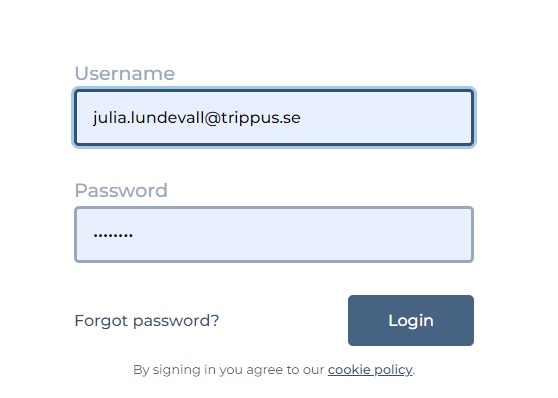 Username
julia.lundevall@trippus.se
Password
••••••••
Forgot password?
Login
By signing in you agree to our cookie policy.